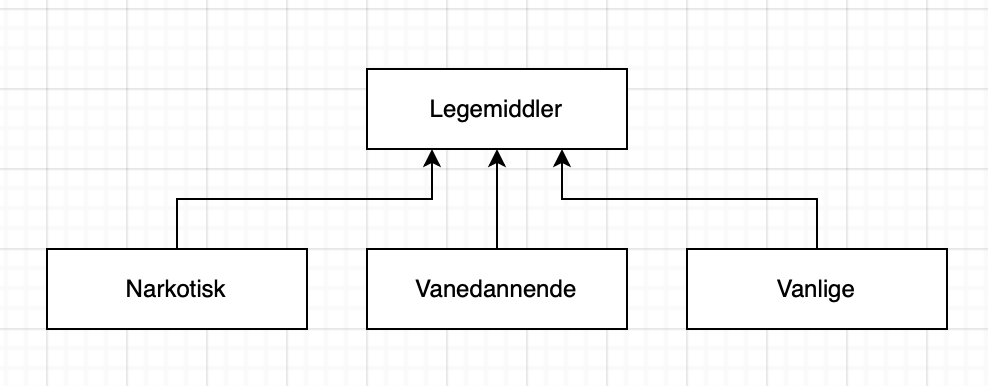 Legemiddler
Narkotisk
Vanedannende
Vanlige